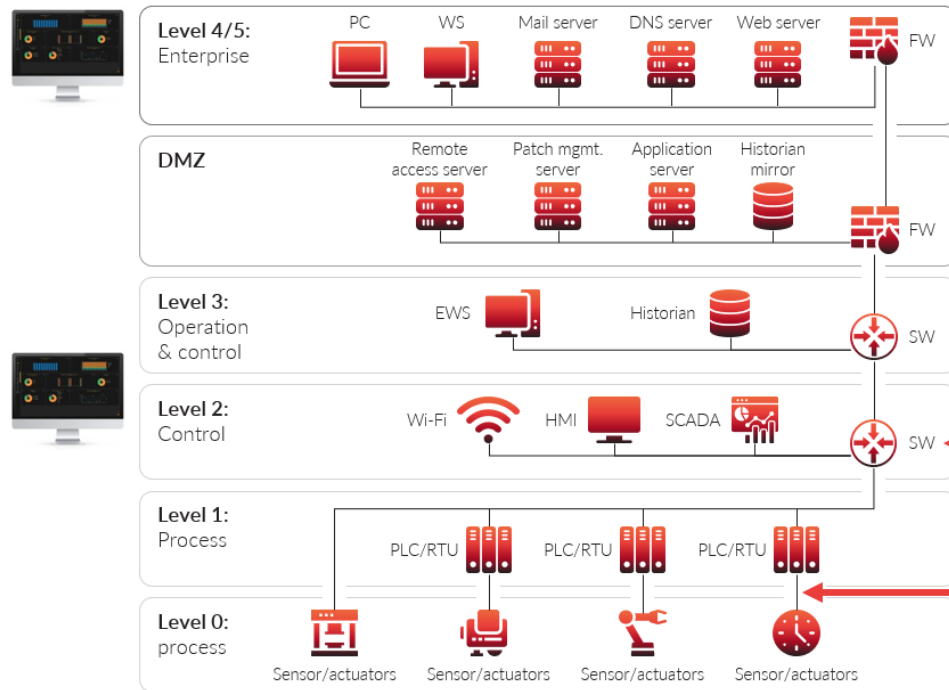 Level 4/5:
Enterprise
PC
WS
Mail server
DNS server
Web server
FW
DMZ
Remote
access server
Patch mgmt.
server
Application
server
Historian
mirror
FW
Level 3:
Operation
& control
EWS
Historian
SW
Level 2:
Control
Wi-Fi
HMI
SCADA
SW
Level 1:
Process
PLC/RTU
PLC/RTU
PLC/RTU
Level 0:
process
Sensor/actuators
Sensor/actuators
Sensor/actuators
Sensor/actuators